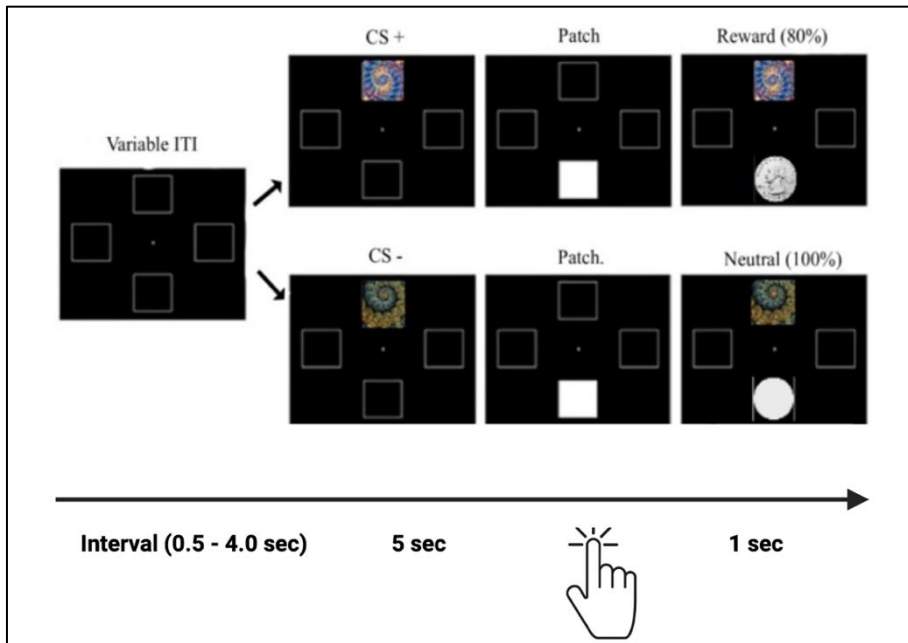 CS +
Patch
Reward (80%)
Variable ITI
CS -
Patch.
Neutral (100%)
Interval (0.5 - 4.0 sec)
5 sec
1 sec